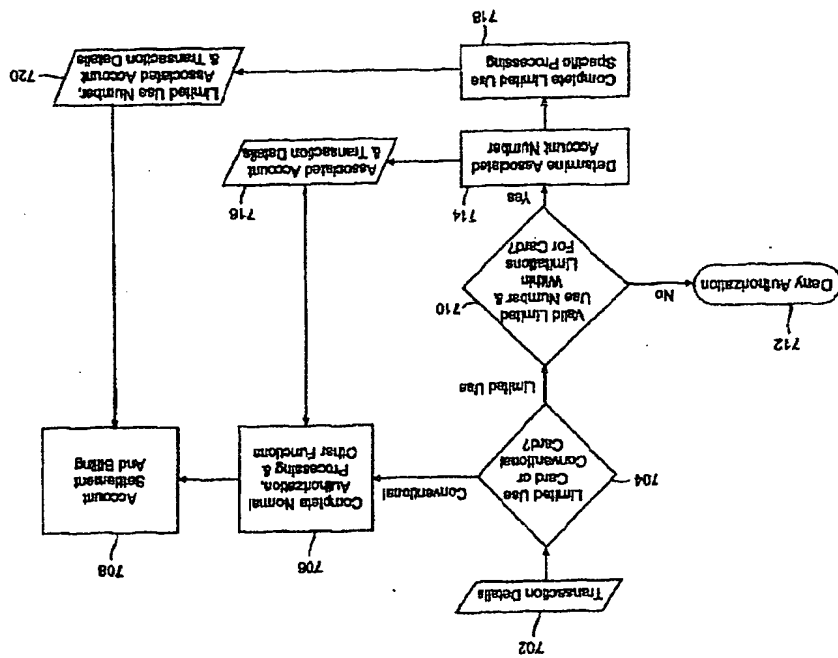 702
Transaction Details
704
Limited Use
Card or
Conventional
Card?
Conventional
706
Complete Normal
Authorization,
Processing &
Other Functions
708
Account
Settlement
And Billing
Limited Use
710
Valid Limited
Use Number &
Within
Limitations
For Card?
No
712
Deny Authorization
Yes
714
Determine Associated
Account Number
716
Associated Account
& Transaction Details
718
Complete Limited Use
Specific Processing
720
Limited Use Number,
Associated Account
& Transaction Details